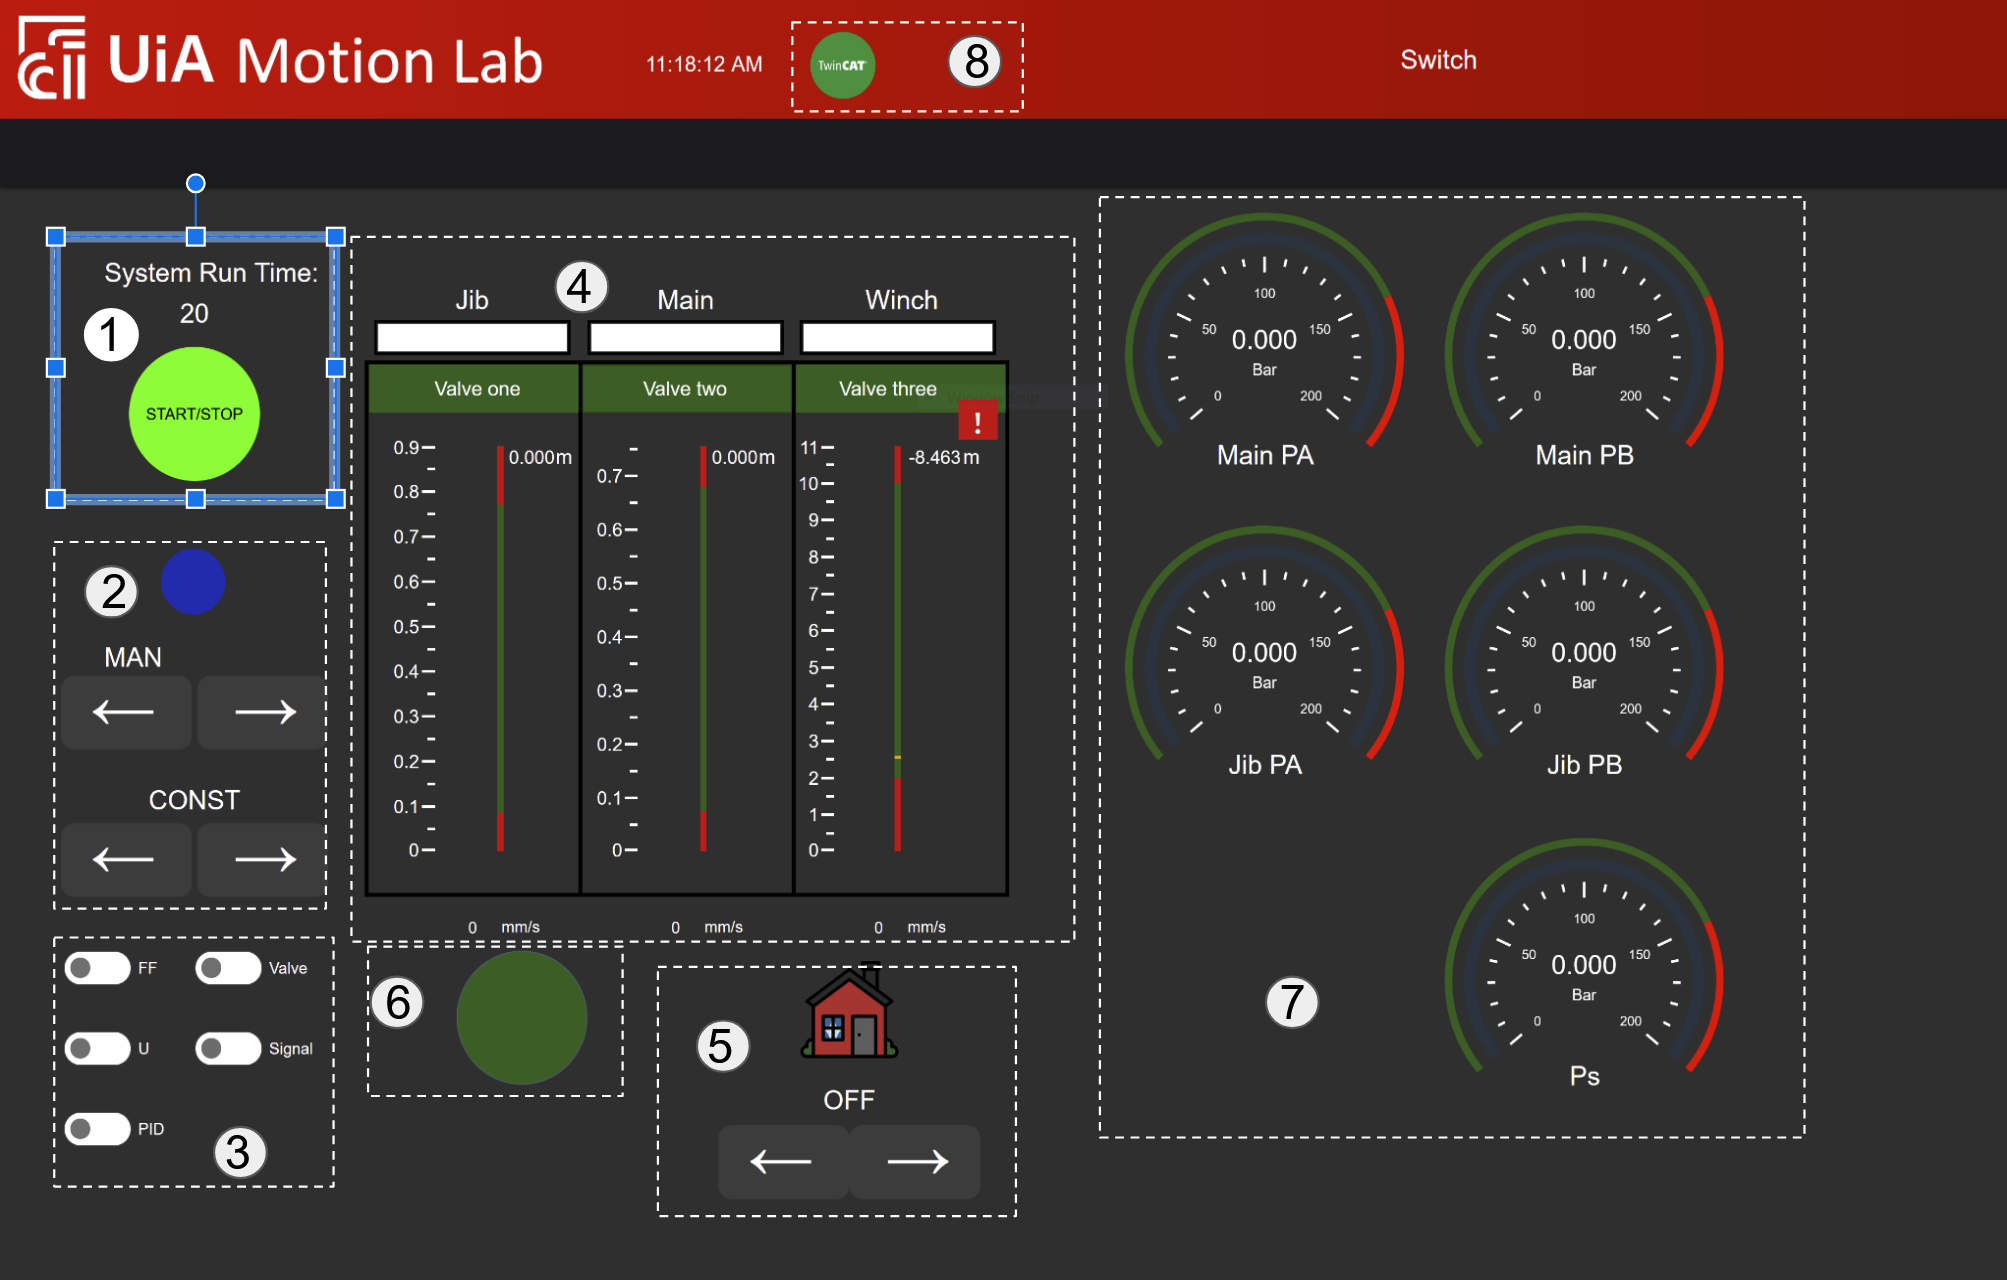 UiA Motion Lab
11:18:12 AM
TwinCAT
8
Switch
System Run Time:
20
1
START/STOP
2
MAN
CONST
FF
Valve
U
Signal
PID
3
4
Jib
Main
Winch
Valve one
Valve two
Valve three
!
0.9
0.8
0.7
0.6
0.5
0.4
0.3
0.2
0.1
0
0.000m
0.7
0.6
0.5
0.4
0.3
0.2
0.1
0
0.000m
11
10
9
8
7
6
5
4
3
2
1
0
-8.463m
0 mm/s
0 mm/s
0 mm/s
6
5
OFF
100
50
150
0.000
Bar
0
200
Main PA
100
50
150
0.000
Bar
0
200
Main PB
100
50
150
0.000
Bar
0
200
Jib PA
100
50
150
0.000
Bar
0
200
Jib PB
7
100
50
150
0.000
Bar
0
200
Ps